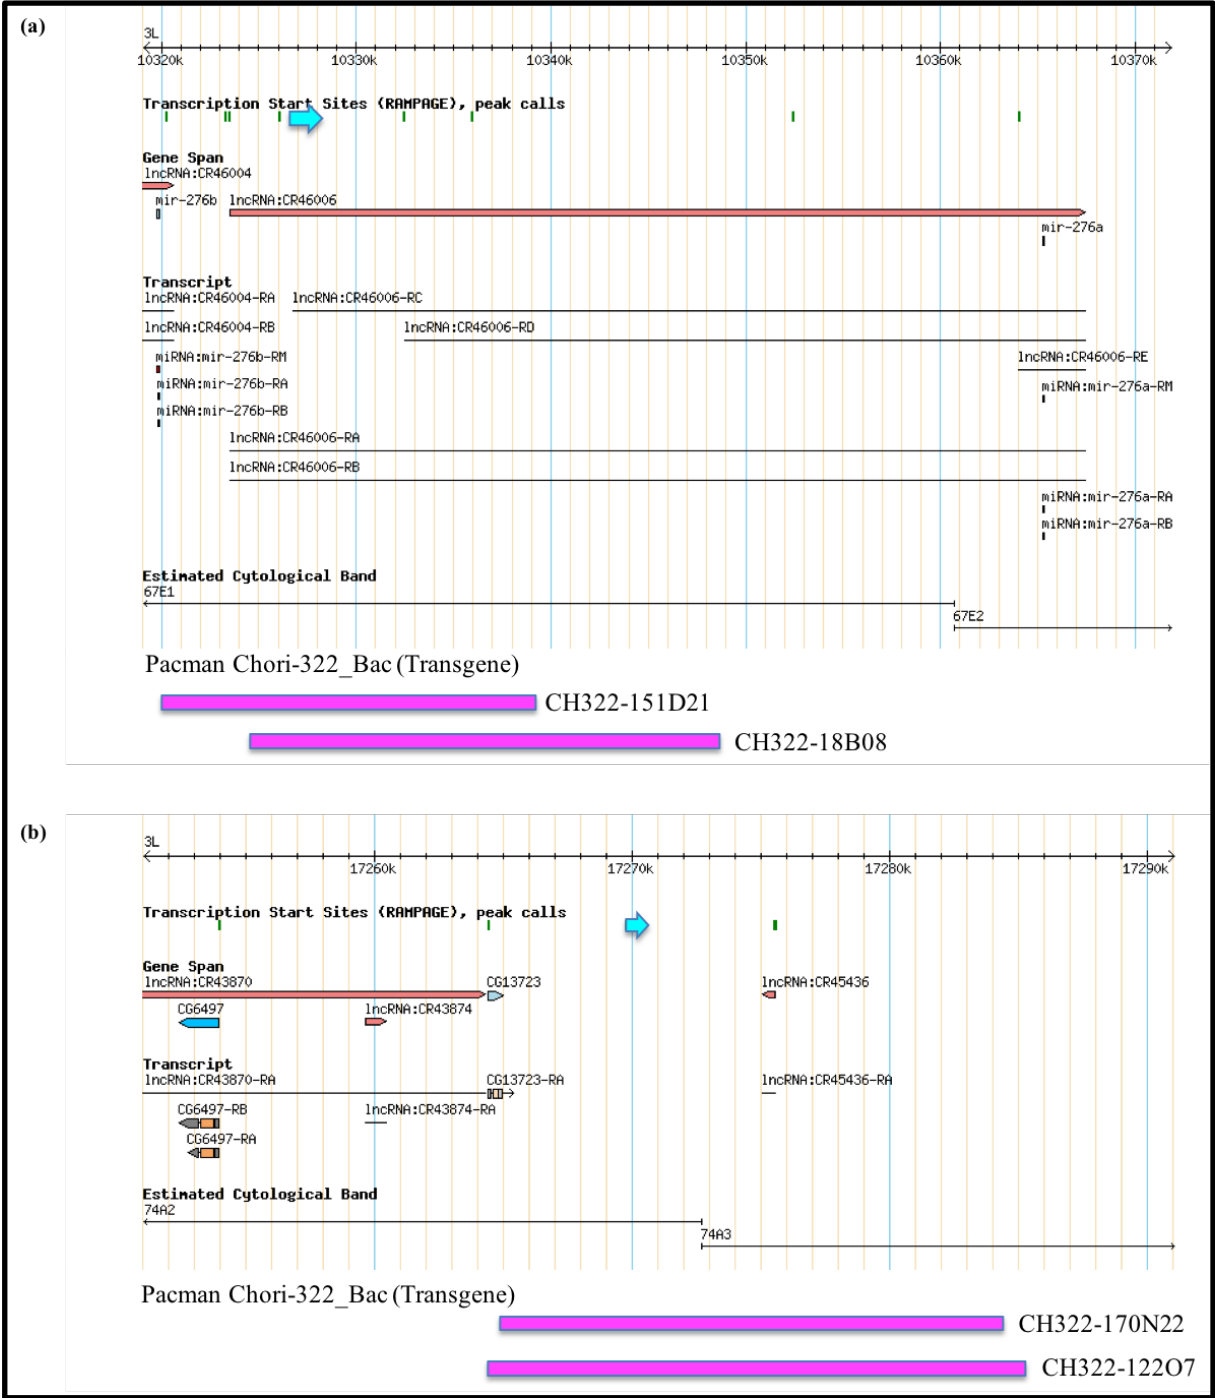 (a)
3L
10320k 10330k 10340k 10350k 10360k 10370k
Transcription Start Sites (RAMPAGE), peak calls
Gene Span
lncRNA:CR46004
mir-276b lncRNA:CR46006
mir-276a
Transcript
lncRNA:CR46004-RA lncRNA:CR46006-RC
lncRNA:CR46004-RB lncRNA:CR46006-RD
miRNA:mir-276b-RM lncRNA:CR46006-RE
miRNA:mir-276b-RA miRNA:mir-276a-RM
miRNA:mir-276b-RB
lncRNA:CR46006-RA
lncRNA:CR46006-RB
miRNA:mir-276a-RA
miRNA:mir-276a-RB
Estimated Cytological Band
67E1
67E2
Pacman Chori-322_Bac (Transgene)
CH322-151D21
CH322-18B08
(b)
3L
17260k 17270k 17280k 17290k
Transcription Start Sites (RAMPAGE), peak calls
Gene Span
lncRNA:CR43870 CG13723 lncRNA:CR45436
CG6497 lncRNA:CR43874
Transcript
lncRNA:CR43870-RA CG13723-RA lncRNA:CR45436-RA
CG6497-RB lncRNA:CR43874-RA
CG6497-RA
Estimated Cytological Band
74A2
74A3
Pacman Chori-322_Bac (Transgene)
CH322-170N22
CH322-122O7